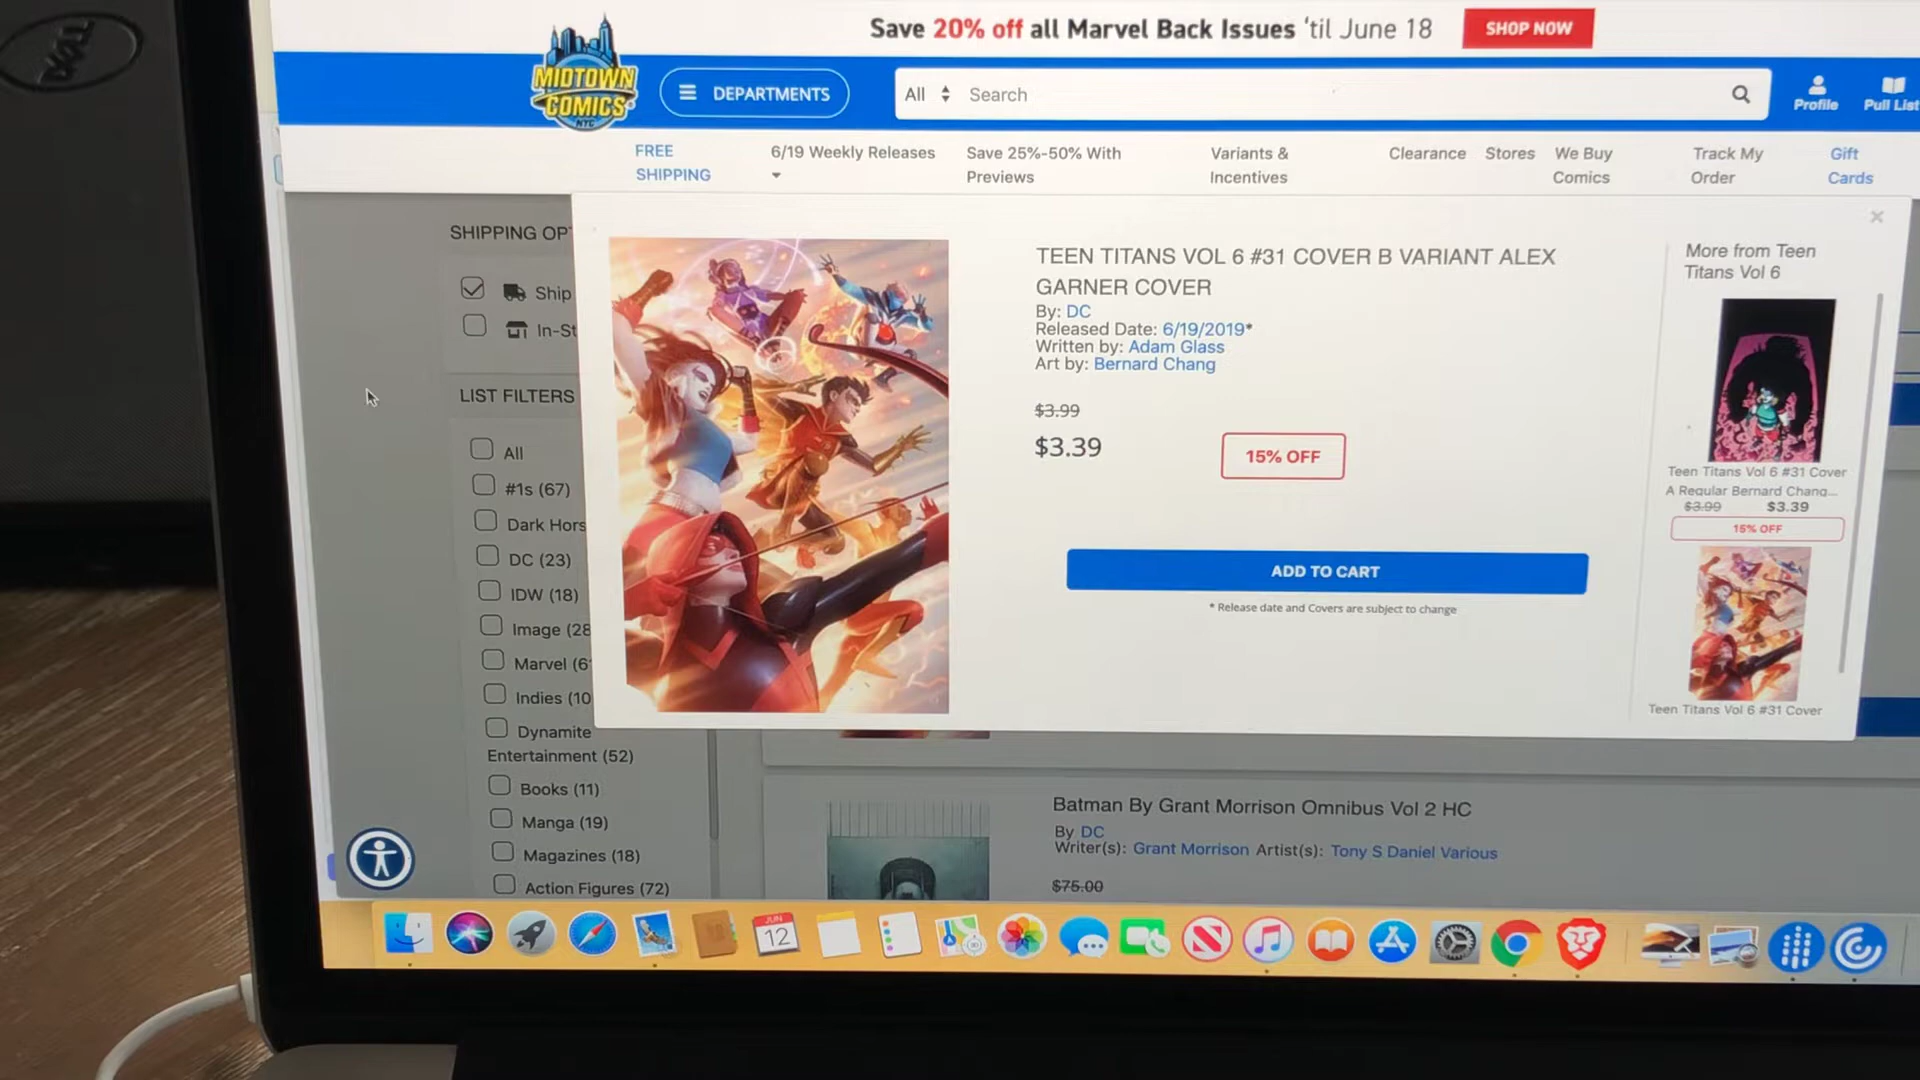 DELL
Save 20% off all Marvel Back Issues 'til June 18
SHOP NOW
MIDTOWN
COMICS
NYC
DEPARTMENTS
All
Search
Profile
Pull List
FREE
SHIPPING
6/19 Weekly Releases
Save 25%-50% With
Previews
Variants &
Incentives
Clearance
Stores
We Buy
Comics
Track My
Order
Gift
Cards
SHIPPING OP
Ship
In-St
LIST FILTERS
All
#1s (67)
Dark Hors
DC (23)
IDW (18)
Image (28
Marvel (6
Indies (10
Dynamite
Entertainment (52)
Books (11)
Manga (19)
Magazines (18)
Action Figures (72)
TEEN TITANS VOL 6 #31 COVER B VARIANT ALEX
GARNER COVER
By: DC
Released Date: 6/19/2019*
Written by: Adam Glass
Art by: Bernard Chang
$3.99
$3.39
15% OFF
ADD TO CART
* Release date and Covers are subject to change
More from Teen
Titans Vol 6
Teen Titans Vol 6 #31 Cover
A Regular Bernard Chang...
$3.99 $3.39
15% OFF
Teen Titans Vol 6 #31 Cover
Batman By Grant Morrison Omnibus Vol 2 HC
By DC
Writer(s): Grant Morrison Artist(s): Tony S Daniel Various
$75.00
JUN
12